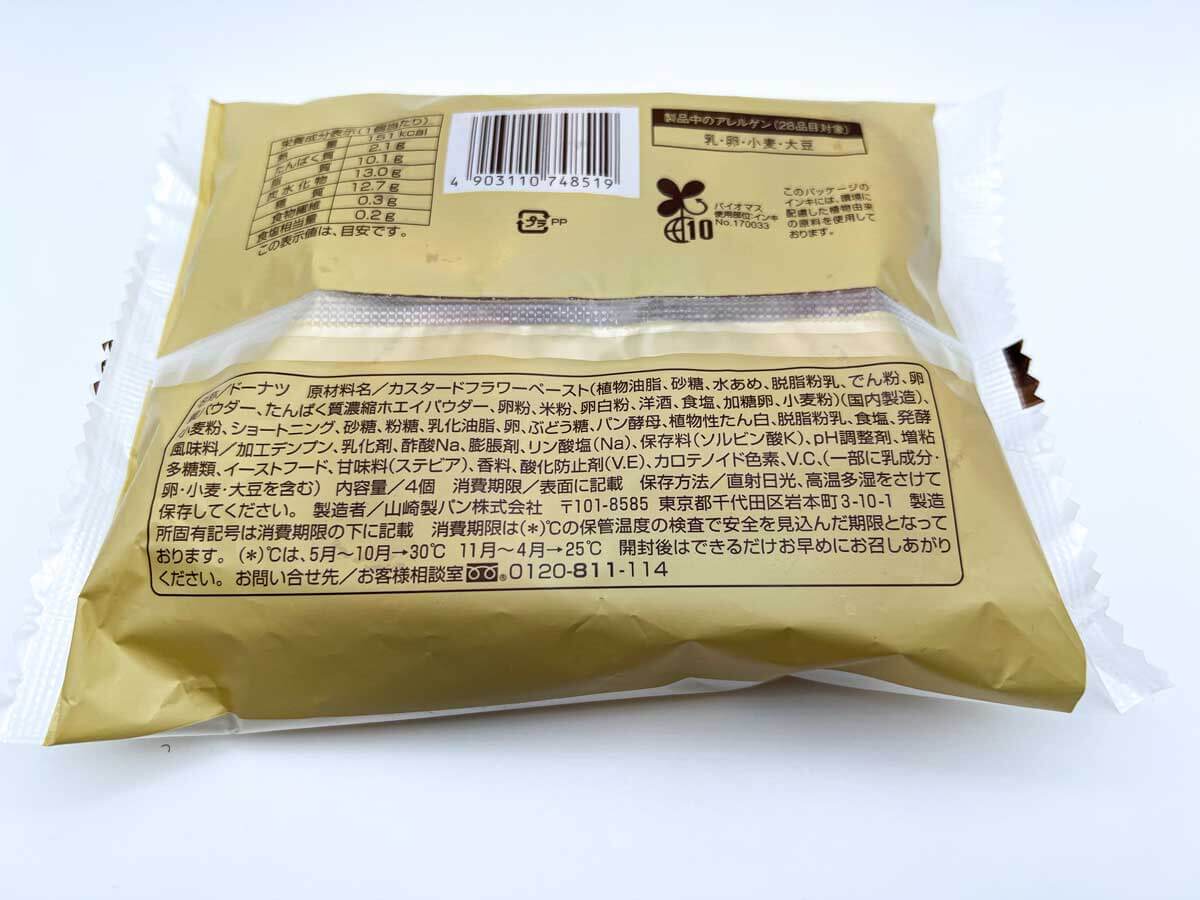 栄養成分表示(1個当たり)
熱量 151kcal
たんぱく質 2.1g
脂質 10.1g
炭水化物 13.0g
糖質 12.7g
食物繊維 0.3g
食塩相当量 0.2g
この表示値は、目安です。
4 903110 748519
プラ PP
製品中のアレルゲン(28品目対象)
乳・卵・小麦・大豆
バイオマス
使用部位:インキ
No.170033
10
このパッケージの
インキには、環境に
配慮した植物由来
の原料を使用して
おります。
名称/ドーナツ 原材料名/カスタードフラワーペースト(植物油脂、砂糖、水あめ、脱脂粉乳、でん粉、卵
パウダー、たんぱく質濃縮ホエイパウダー、卵粉、米粉、卵白粉、洋酒、食塩、加糖卵、小麦粉)(国内製造)、
小麦粉、ショートニング、砂糖、粉糖、乳化油脂、卵、ぶどう糖、パン酵母、植物性たん白、脱脂粉乳、食塩、発酵
風味料/加工デンプン、乳化剤、酢酸Na、膨脹剤、リン酸塩(Na)、保存料(ソルビン酸K)、pH調整剤、増粘
多糖類、イーストフード、甘味料(ステビア)、香料、酸化防止剤(V.E)、カロテノイド色素、V.C、(一部に乳成分・
卵・小麦・大豆を含む) 内容量/4個 消費期限/表面に記載 保存方法/直射日光、高温多湿をさけて
保存してください。 製造者/山崎製パン株式会社 〒101-8585 東京都千代田区岩本町3-10-1 製造
所固有記号は消費期限の下に記載 消費期限は(*)℃の保管温度の検査で安全を見込んだ期限となって
おります。(*)℃は、5月〜10月→30℃ 11月〜4月→25℃ 開封後はできるだけお早めにお召しあがり
ください。お問い合せ先/お客様相談室 ® 0120-811-114